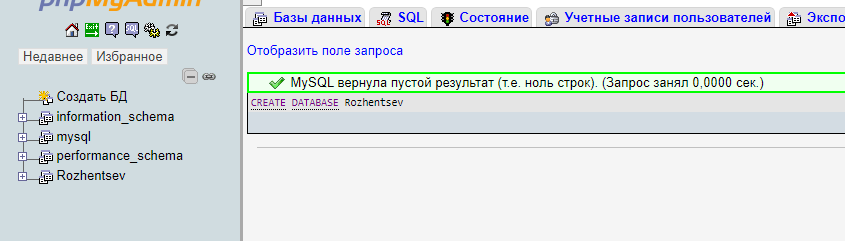 phpMyAdmin
Недавнее Избранное
Создать БД
information_schema
mysql
performance_schema
Rozhentsev
Базы данных SQL Состояние Учетные записи пользователей Экспо
Отобразить поле запроса
MySQL вернула пустой результат (т.е. ноль строк). (Запрос занял 0,0000 сек.)
CREATE DATABASE Rozhentsev